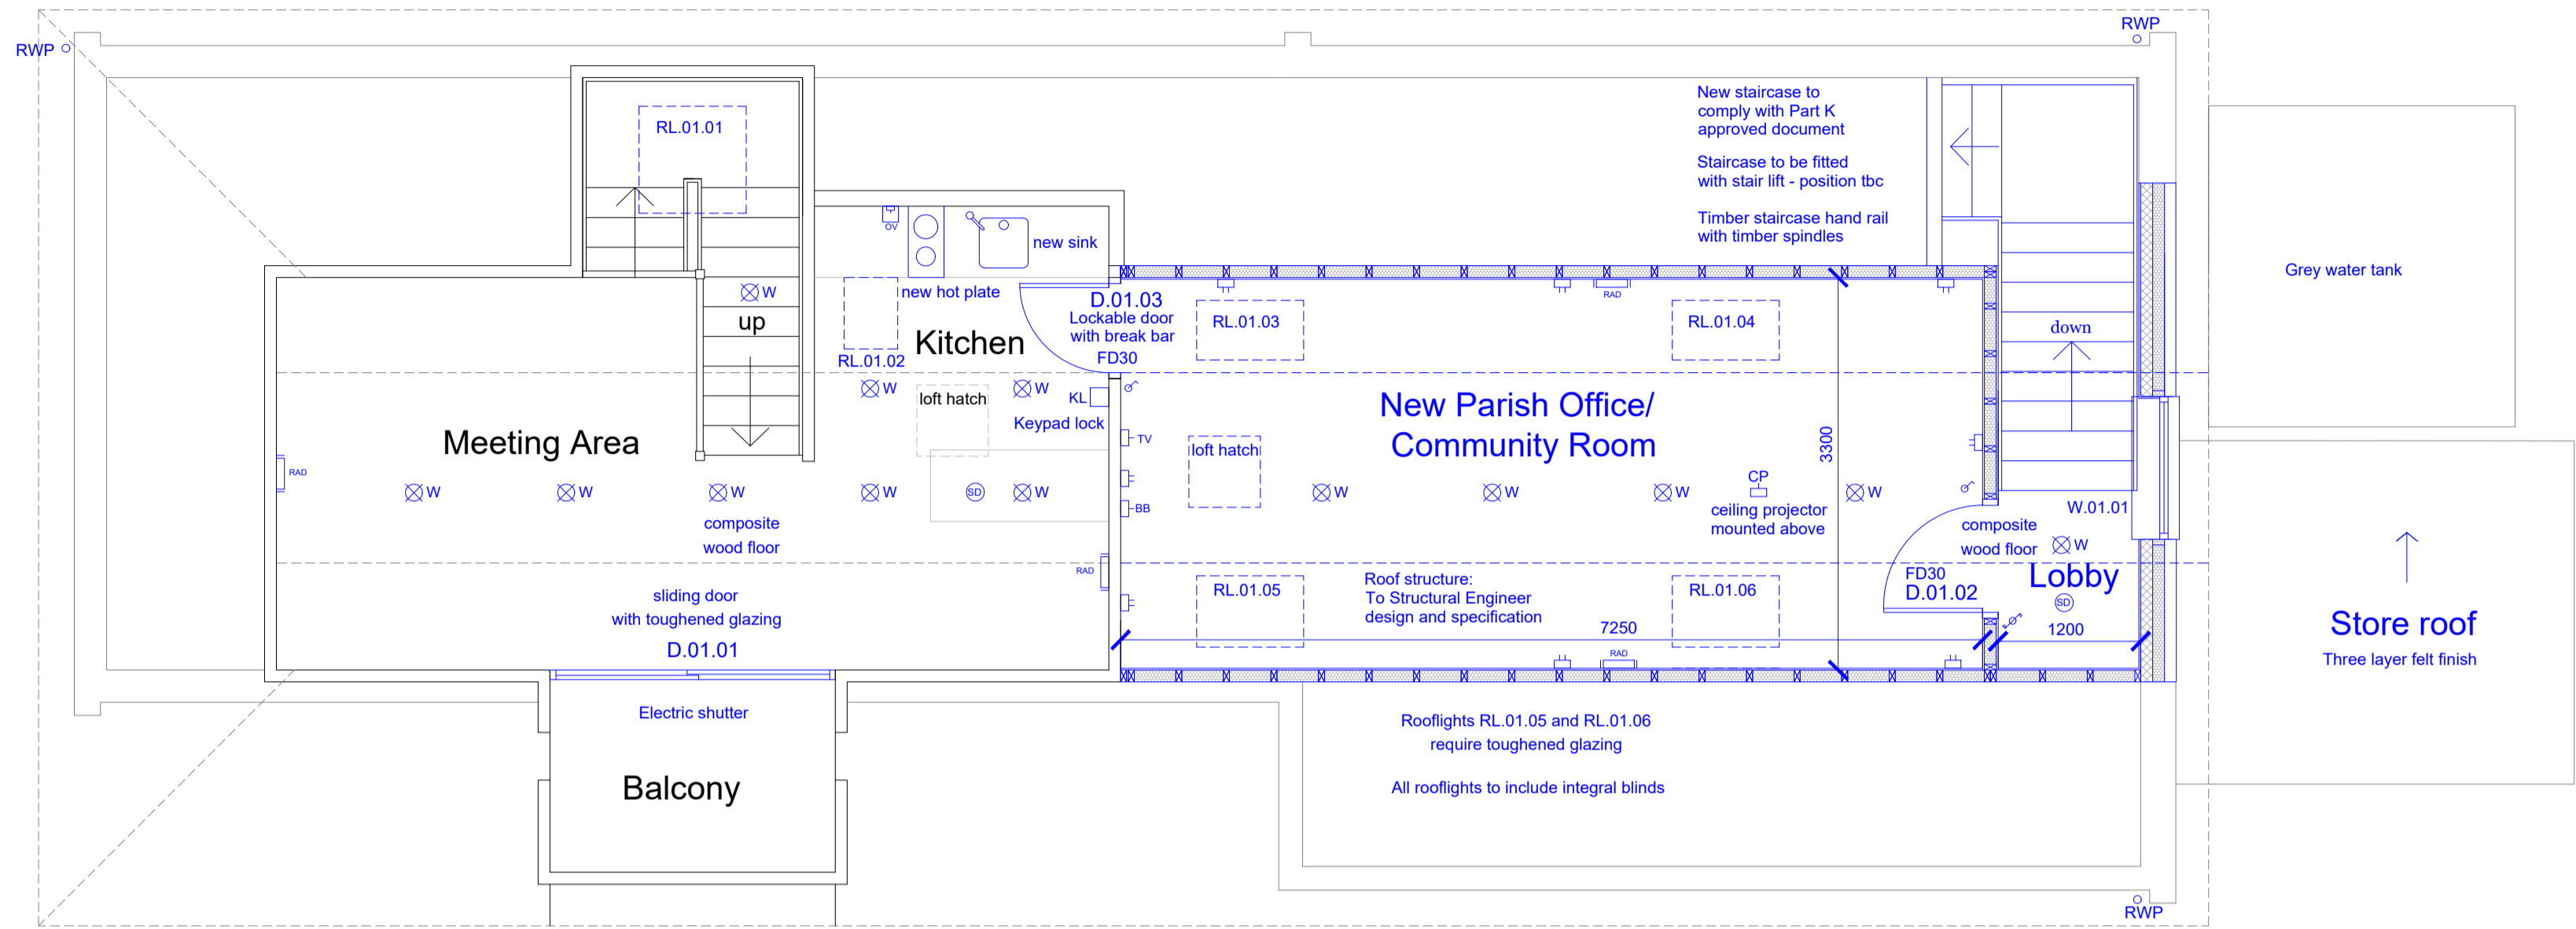 RWP
RWP
RL.01.01
New staircase to
comply with Part K
approved document
Staircase to be fitted
with stair lift - position tbc
Timber staircase hand rail
with timber spindles
OV
new sink
new hot plate
Grey water tank
W
up
RL.01.02
Kitchen
D.01.03
Lockable door
with break bar
FD30
RAD
RL.01.03
RL.01.04
down
W
W
loft hatch
KL
Keypad lock
Meeting Area
RAD
TV
BB
loft hatch
New Parish Office/
Community Room
3300
CP
ceiling projector
mounted above
W
W
W
W
SD
W
W
W
W
W
composite
wood floor
W.01.01
composite
wood floor
W
Lobby
SD
1200
RAD
sliding door
with toughened glazing
D.01.01
RL.01.05
Roof structure:
To Structural Engineer
design and specification
7250
RAD
RL.01.06
FD30
D.01.02
Store roof
Three layer felt finish
Electric shutter
Balcony
Rooflights RL.01.05 and RL.01.06
require toughened glazing
All rooflights to include integral blinds
RWP